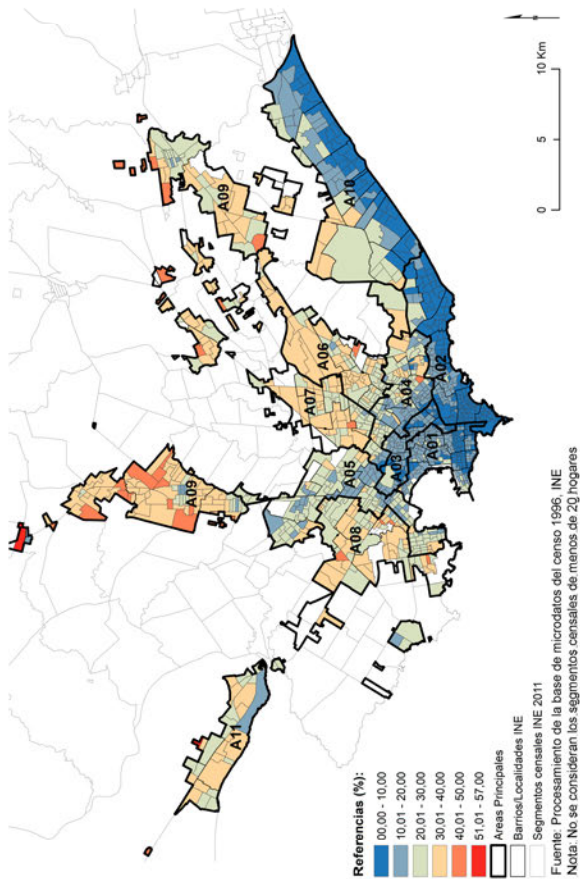 A09
A09
A10
A06
A07
A04
A02
A05
A03
A01
A08
A11
N
0
5
10 Km
Referencias (%):
00,00 - 10,00
10,01 - 20,00
20,01 - 30,00
30,01 - 40,00
40,01 - 50,00
51,01 - 57,00
Areas Principales
Barrios/Localidades INE
Segmentos censales INE 2011
Fuente: Procesamiento de la base de microdatos del censo 1996, INE
Nota: No se consideran los segmentos censales de menos de 20 hogares